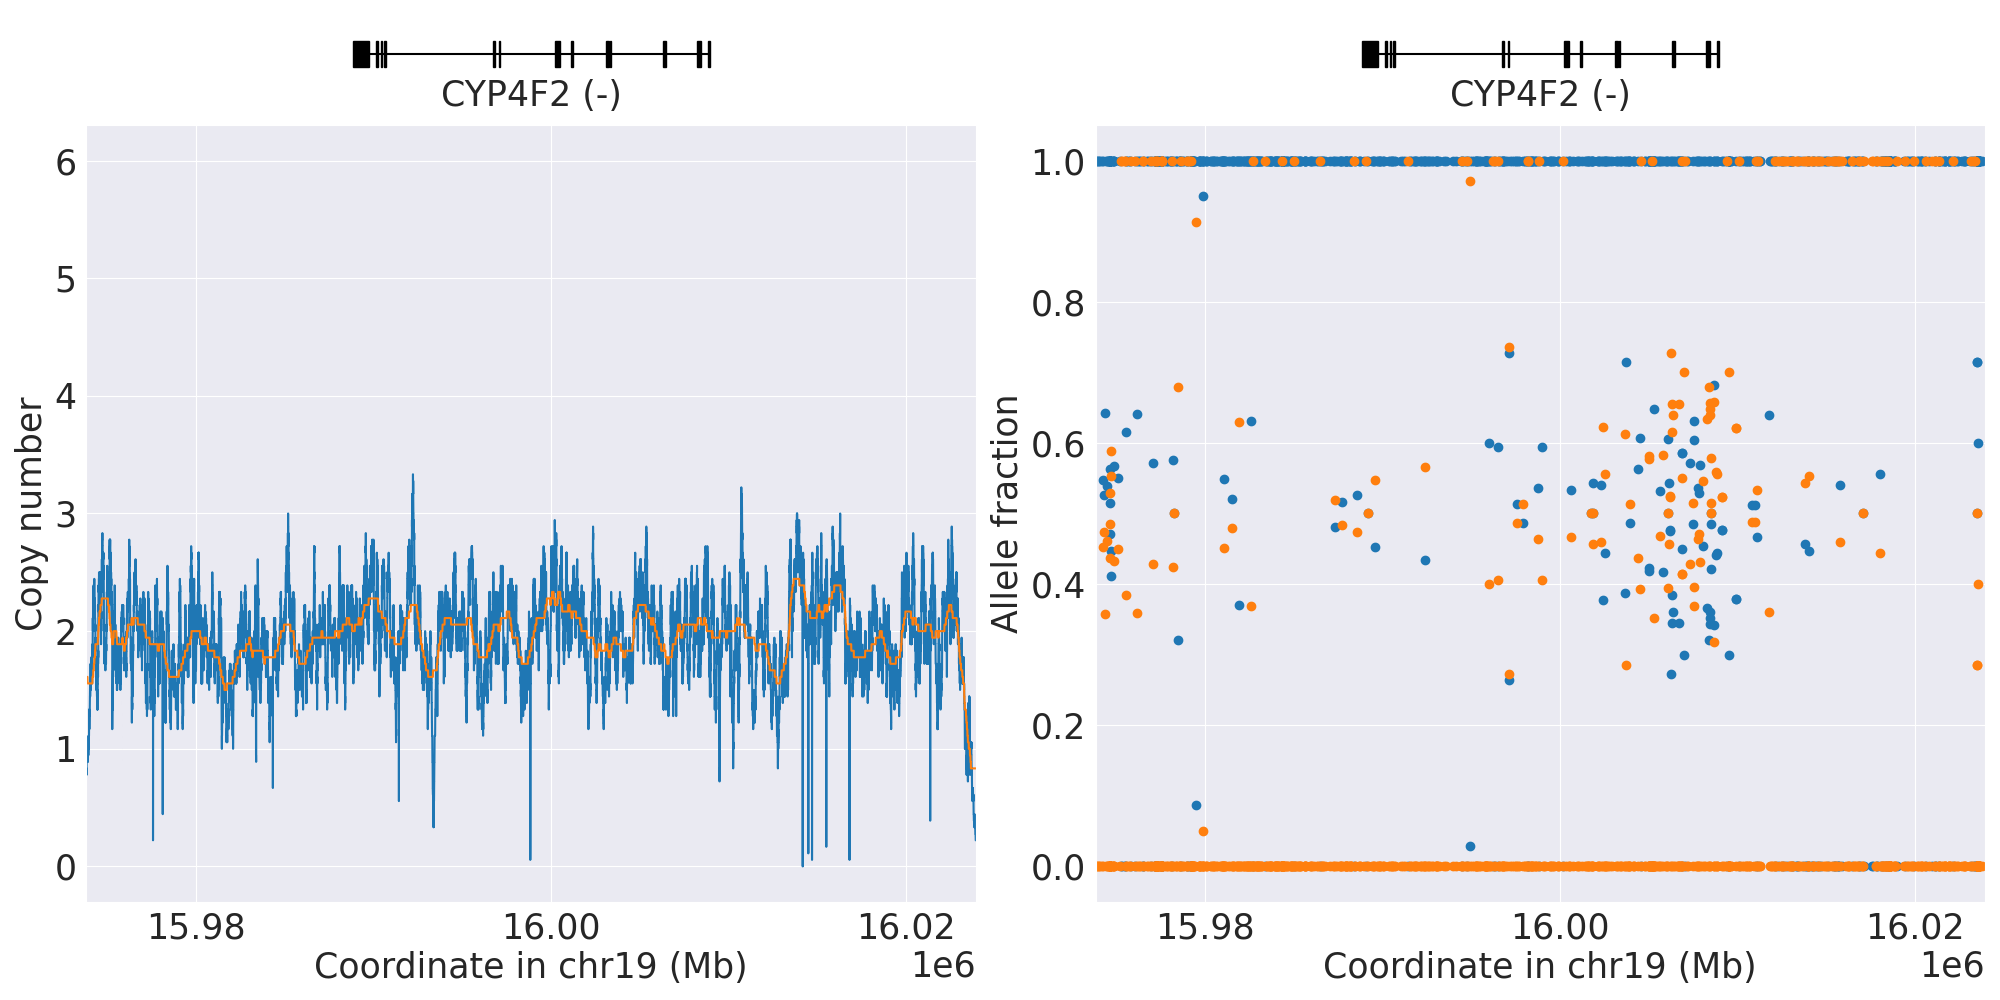 CYP4F2 (-)
CYP4F2 (-)
Copy number
6
5
4
3
2
1
0
15.98
16.00
16.02
Coordinate in chr19 (Mb)
1e6
Allele fraction
1.0
0.8
0.6
0.4
0.2
0.0
15.98
16.00
16.02
Coordinate in chr19 (Mb)
1e6